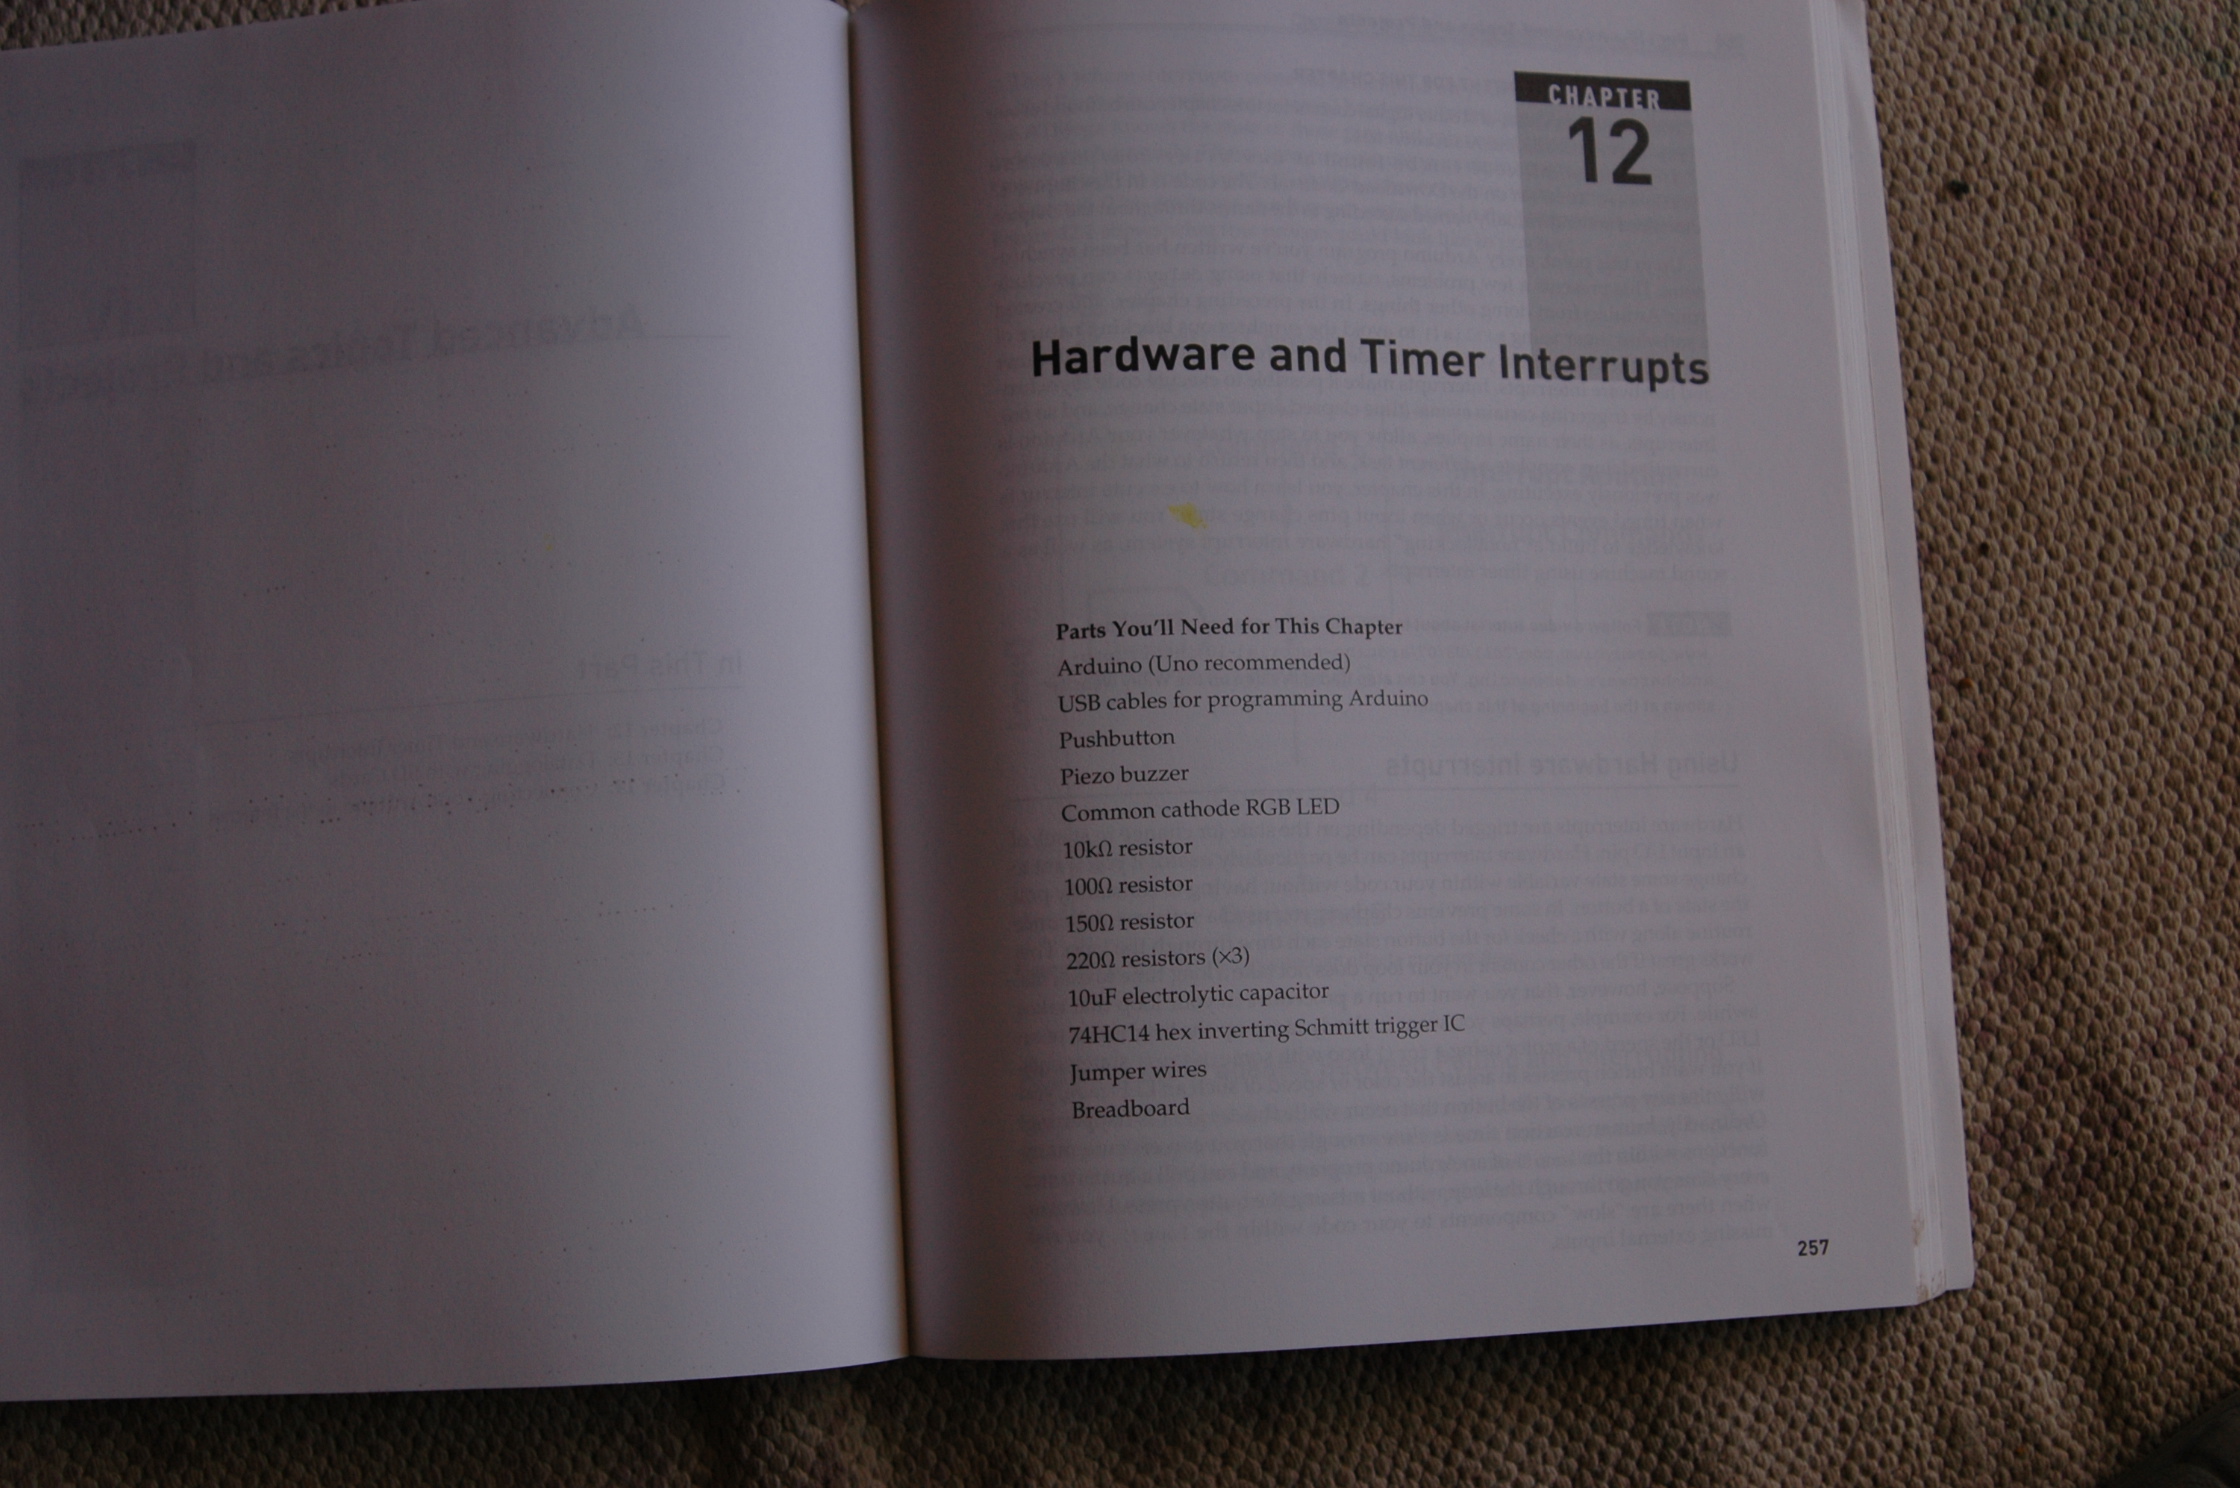 CHAPTER
12
Hardware and Timer Interrupts
Parts You'll Need for This Chapter
Arduino (Uno recommended)
USB cables for programming Arduino
Pushbutton
Piezo buzzer
Common cathode RGB LED
10kΩ resistor
100Ω resistor
150Ω resistor
220Ω resistors (×3)
10uF electrolytic capacitor
74HC14 hex inverting Schmitt trigger IC
Jumper wires
Breadboard
257